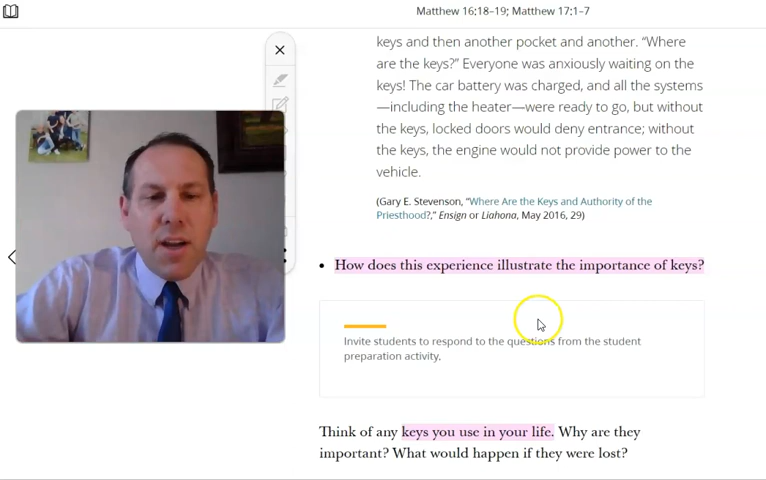 Matthew 16:18–19; Matthew 17:1–7
keys and then another pocket and another. “Where
are the keys?” Everyone was anxiously waiting on the
keys! The car battery was charged, and all the systems
—including the heater—were ready to go, but without
the keys, locked doors would deny entrance; without
the keys, the engine would not provide power to the
vehicle.
(Gary E. Stevenson, “Where Are the Keys and Authority of the
Priesthood?,” Ensign or Liahona, May 2016, 29)
• How does this experience illustrate the importance of keys?
Invite students to respond to the questions from the student
preparation activity.
Think of any keys you use in your life. Why are they
important? What would happen if they were lost?